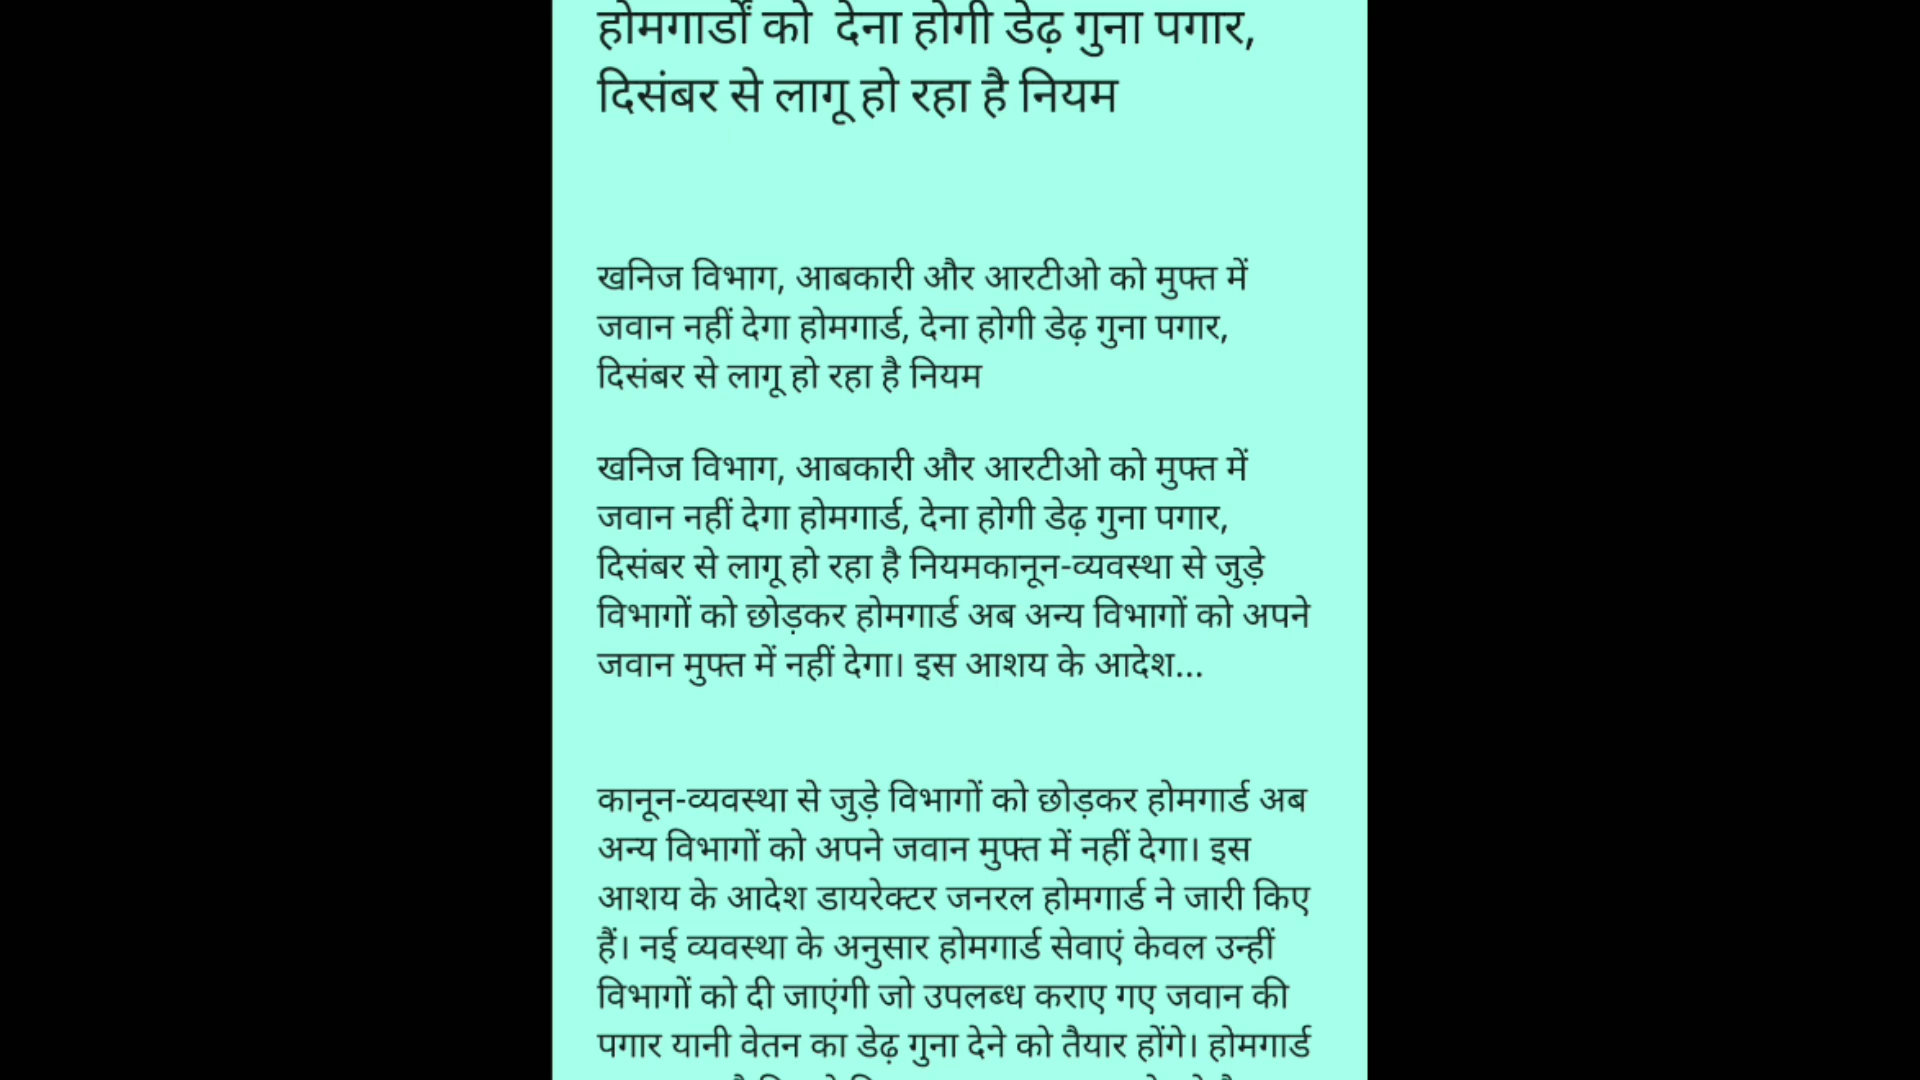 होमगार्डों को देना होगी डेढ़ गुना पगार,
दिसंबर से लागू हो रहा है नियम
खनिज विभाग, आबकारी और आरटीओ को मुफ्त में
जवान नहीं देगा होमगार्ड, देना होगी डेढ़ गुना पगार,
दिसंबर से लागू हो रहा है नियम
खनिज विभाग, आबकारी और आरटीओ को मुफ्त में
जवान नहीं देगा होमगार्ड, देना होगी डेढ़ गुना पगार,
दिसंबर से लागू हो रहा है नियमकानून-व्यवस्था से जुड़े
विभागों को छोड़कर होमगार्ड अब अन्य विभागों को अपने
जवान मुफ्त में नहीं देगा। इस आशय के आदेश...
कानून-व्यवस्था से जुड़े विभागों को छोड़कर होमगार्ड अब
अन्य विभागों को अपने जवान मुफ्त में नहीं देगा। इस
आशय के आदेश डायरेक्टर जनरल होमगार्ड ने जारी किए
हैं। नई व्यवस्था के अनुसार होमगार्ड सेवाएं केवल उन्हीं
विभागों को दी जाएंगी जो उपलब्ध कराए गए जवान की
पगार यानी वेतन का डेढ़ गुना देने को तैयार होंगे। होमगार्ड